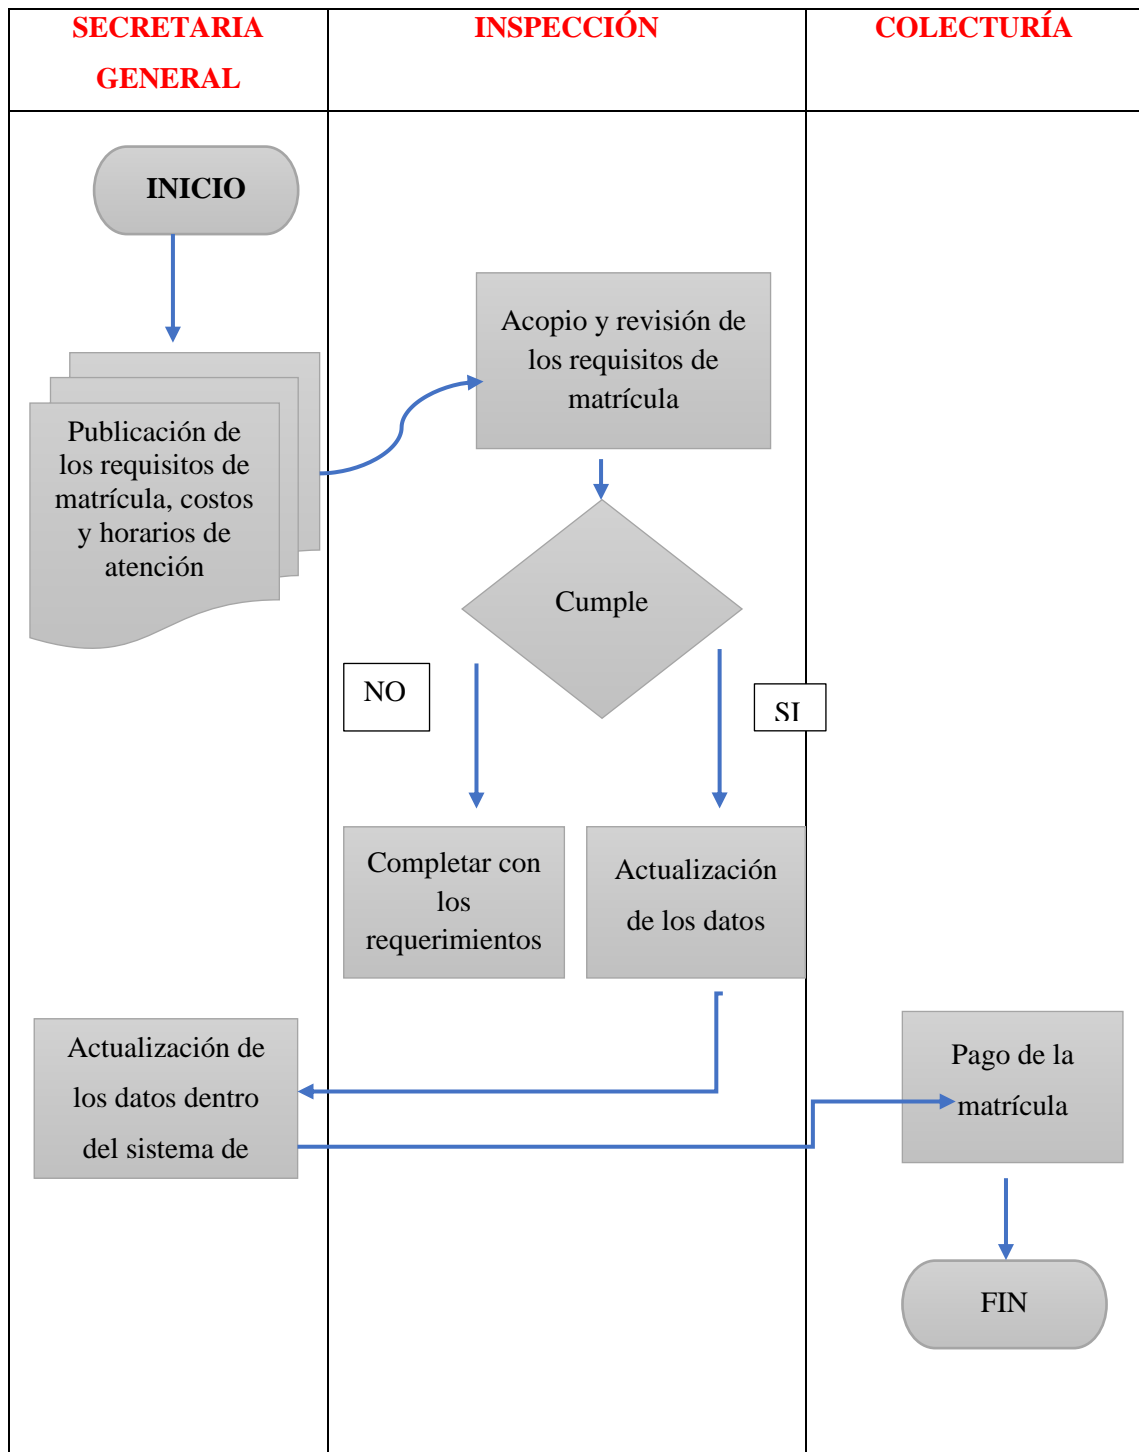 SECRETARIA
GENERAL
INSPECCIÓN
COLECTURÍA
INICIO
Publicación de
los requisitos de
matrícula, costos
y horarios de
atención
Acopio y revisión de
los requisitos de
matrícula
Cumple
NO
SI
Completar con
los
requerimientos
Actualización
de los datos
Actualización de
los datos dentro
del sistema de
Pago de la
matrícula
FIN